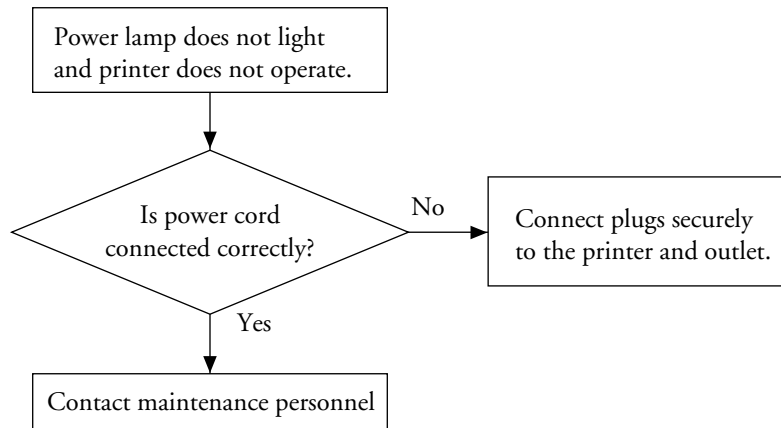 Power lamp does not light
and printer does not operate.
Is power cord
connected correctly?
No
Connect plugs securely
to the printer and outlet.
Yes
Contact maintenance personnel